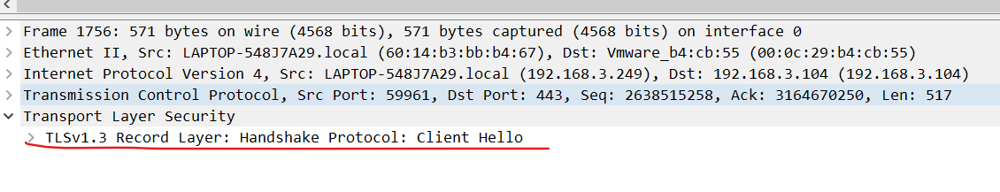 Frame 1756: 571 bytes on wire (4568 bits), 571 bytes captured (4568 bits) on interface 0
Ethernet II, Src: LAPTOP-548J7A29.local (60:14:b3:bb:b4:67), Dst: Vmware_b4:cb:55 (00:0c:29:b4:cb:55)
Internet Protocol Version 4, Src: LAPTOP-548J7A29.local (192.168.3.249), Dst: 192.168.3.104 (192.168.3.104)
Transmission Control Protocol, Src Port: 59961, Dst Port: 443, Seq: 2638515258, Ack: 3164670250, Len: 517
Transport Layer Security
TLSv1.3 Record Layer: Handshake Protocol: Client Hello